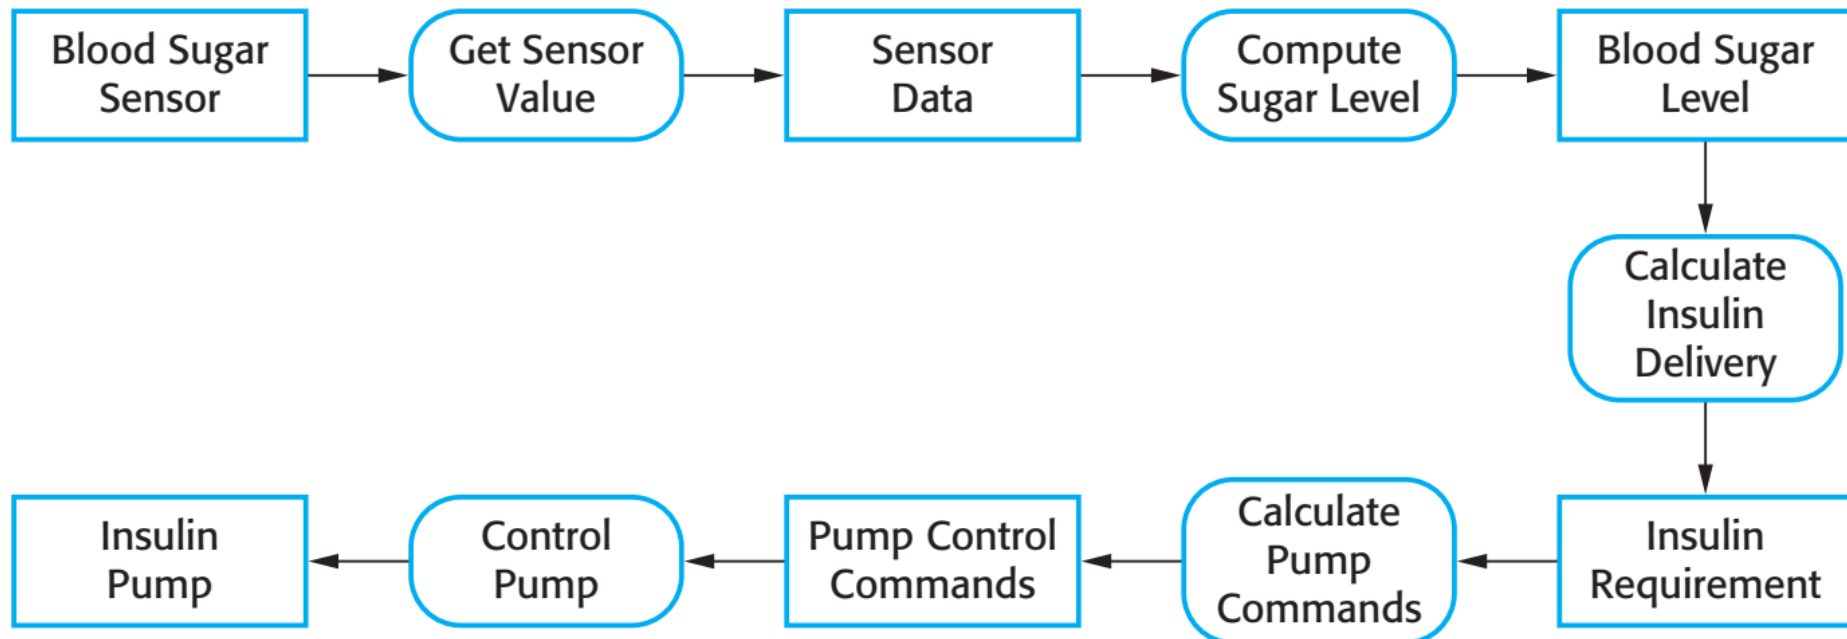 Blood Sugar
Sensor
Get Sensor
Value
Sensor
Data
Compute
Sugar Level
Blood Sugar
Level
Calculate
Insulin
Delivery
Insulin
Pump
Control
Pump
Pump Control
Commands
Calculate
Pump
Commands
Insulin
Requirement